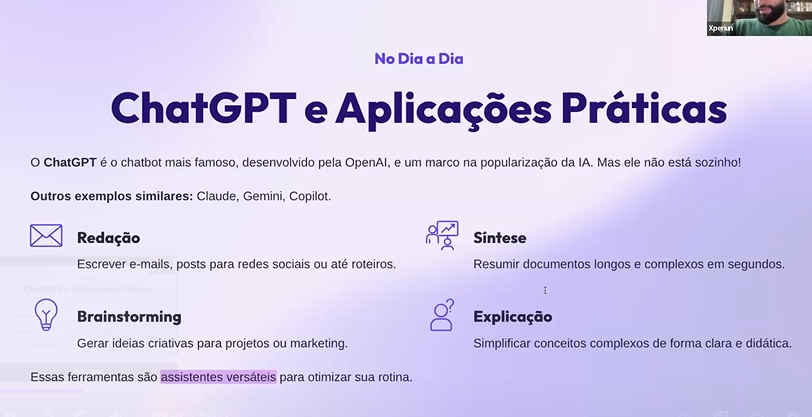 Xperiun
No Dia a Dia
ChatGPT e Aplicações Práticas
O ChatGPT é o chatbot mais famoso, desenvolvido pela OpenAI, e um marco na popularização da IA. Mas ele não está sozinho!
Outros exemplos similares: Claude, Gemini, Copilot.
Redação
Escrever e-mails, posts para redes sociais ou até roteiros.
Síntese
Resumir documentos longos e complexos em segundos.
Brainstorming
Gerar ideias criativas para projetos ou marketing.
Explicação
Simplificar conceitos complexos de forma clara e didática.
Essas ferramentas são assistentes versáteis para otimizar sua rotina.